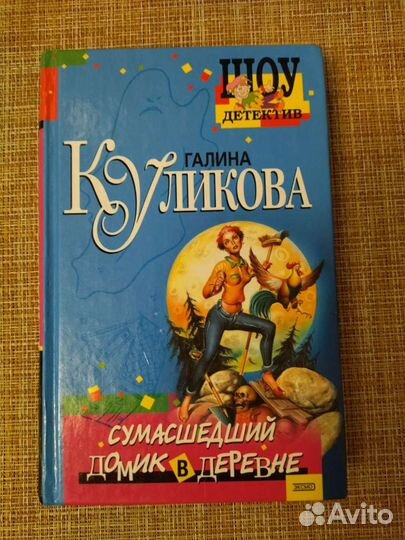 ШОУ
ДЕТЕКТИВ
ГАЛИНА
КУЛИКОВА
СУМАСШЕДШИЙ
ДОМИК В ДЕРЕВНЕ
ЭКСМО
Avito